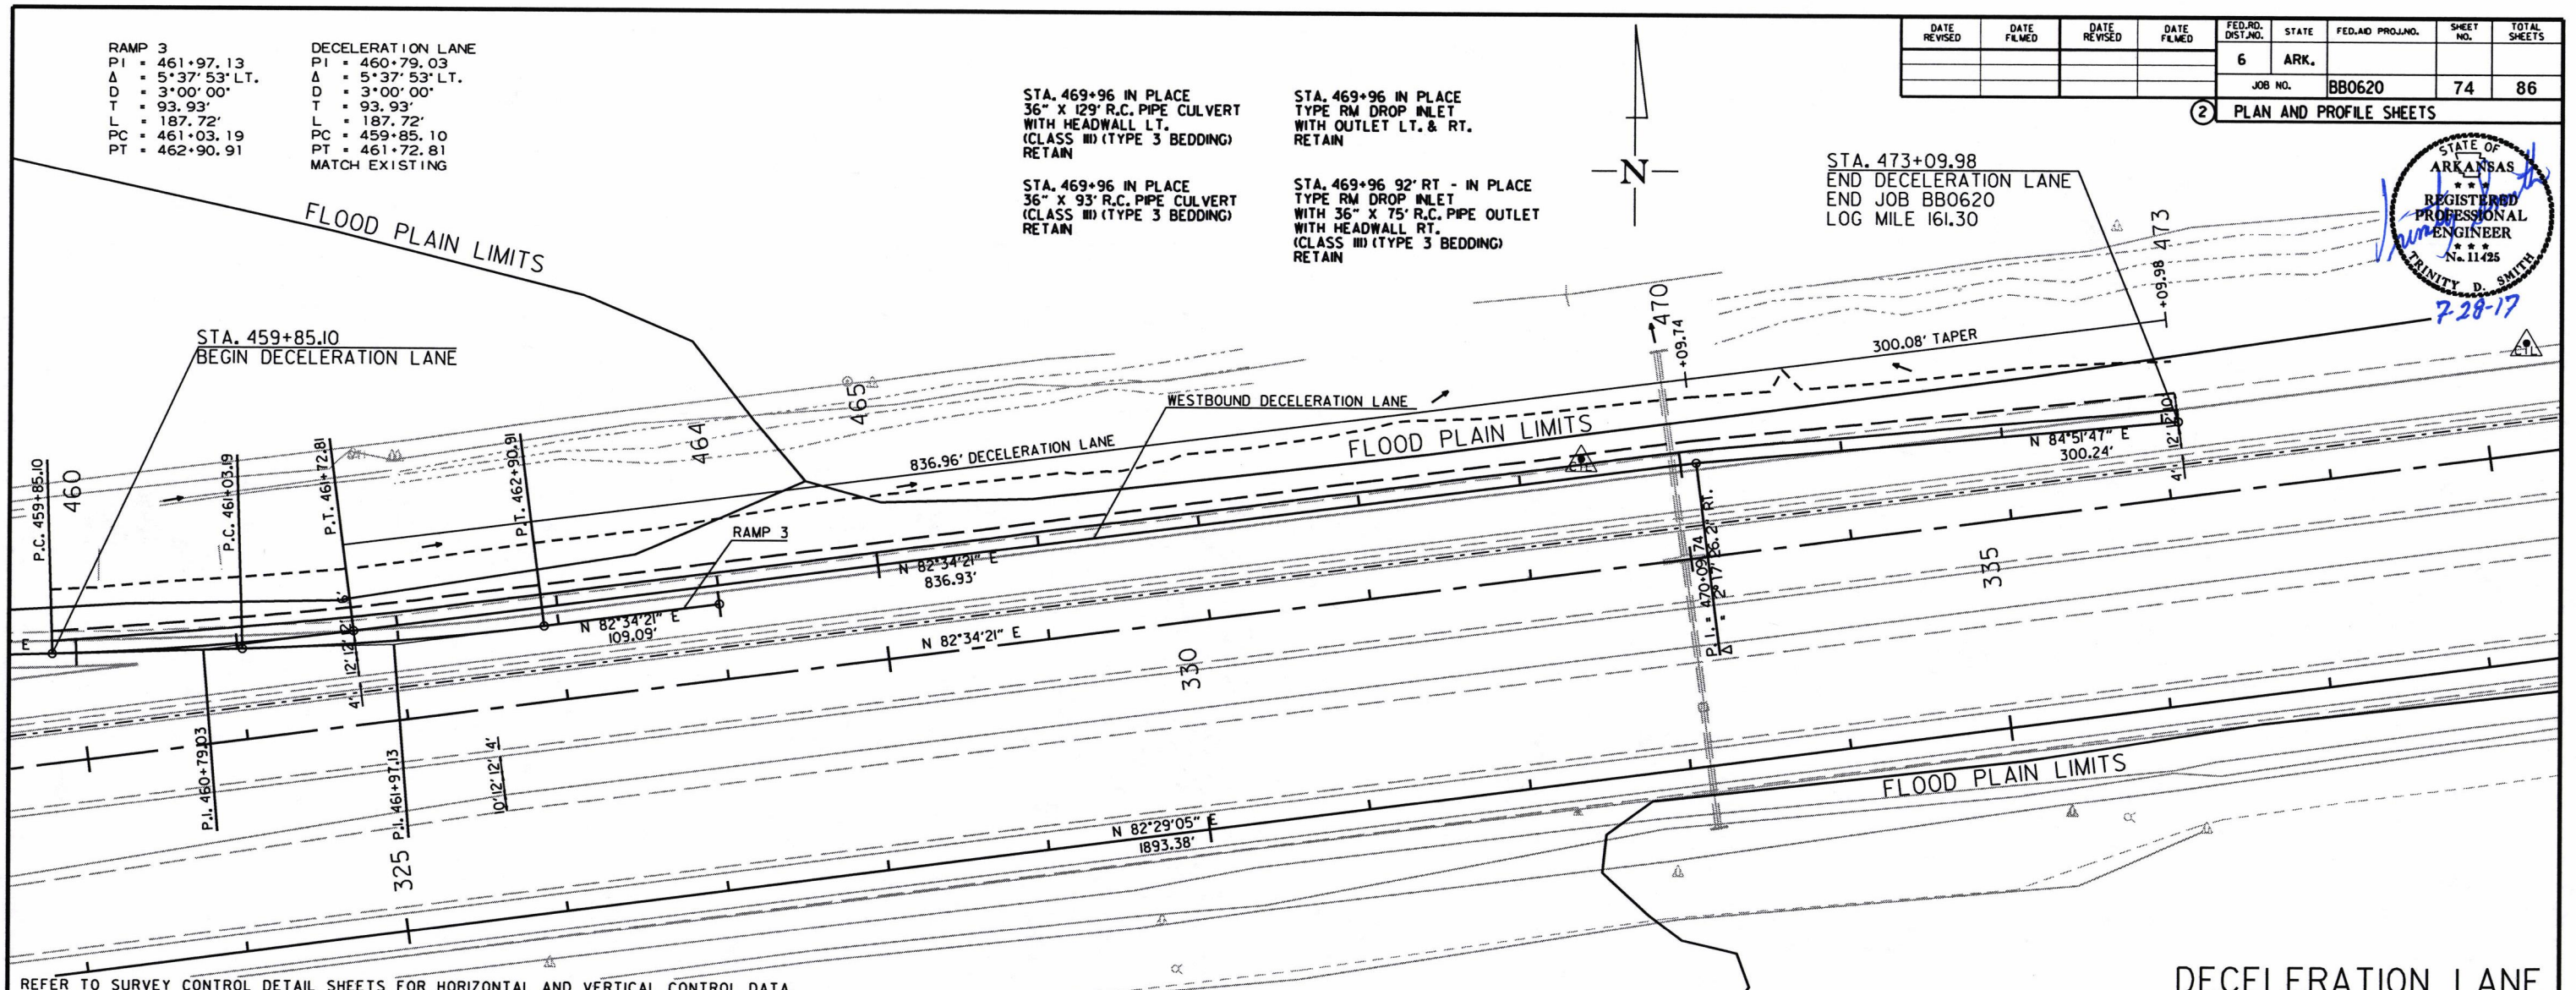 RAMP 3
PI = 461+97.13
Δ = 5°37'53" LT.
D = 3°00'00"
T = 93.93'
L = 187.72'
PC = 461+03.19
PT = 462+90.91
DECELERATION LANE
PI = 460+79.03
Δ = 5°37'53" LT.
D = 3°00'00"
T = 93.93'
L = 187.72'
PC = 459+85.10
PT = 461+72.81
MATCH EXISTING
STA. 469+96 IN PLACE
36" X 129' R.C. PIPE CULVERT
WITH HEADWALL LT.
(CLASS III) (TYPE 3 BEDDING)
RETAIN
STA. 469+96 IN PLACE
TYPE RM DROP INLET
WITH OUTLET LT. & RT.
RETAIN
STA. 469+96 IN PLACE
36" X 93' R.C. PIPE CULVERT
(CLASS III) (TYPE 3 BEDDING)
RETAIN
STA. 469+96 92' RT - IN PLACE
TYPE RM DROP INLET
WITH 36" X 75' R.C. PIPE OUTLET
WITH HEADWALL RT.
(CLASS III) (TYPE 3 BEDDING)
RETAIN
N
DATE REVISED
DATE FILMED
DATE REVISED
DATE FILMED
FED.RD. DIST.NO.
STATE
FED.AID PROJ.NO.
SHEET NO.
TOTAL SHEETS
6
ARK.
JOB NO.
BB0620
74
86
2 PLAN AND PROFILE SHEETS
STATE OF
ARKANSAS
REGISTERED
PROFESSIONAL
ENGINEER
No. 11425
TRINITY D. SMITH
7-28-17
STA. 473+09.98
END DECELERATION LANE
END JOB BB0620
LOG MILE 161.30
FLOOD PLAIN LIMITS
STA. 459+85.10
BEGIN DECELERATION LANE
P.C. 459+85.10
460
P.C. 461+03.19
P.T. 461+72.81
P.T. 462+90.91
464
465
470
+09.74
+09.98 473
300.08' TAPER
WESTBOUND DECELERATION LANE
836.96' DECELERATION LANE
FLOOD PLAIN LIMITS
CTL
CTL
RAMP 3
N 82°34'21" E
836.93'
N 82°34'21" E
109.09'
N 82°34'21" E
N 84°51'47" E
300.24'
P.I. = 470+09.74
Δ = 2°17'26.2" RT.
E
4' 12' 12' 12' 6'
P.I. 460+79.03
P.I. 461+97.13
10' 12' 12' 4'
325
330
335
N 82°29'05" E
1893.38'
FLOOD PLAIN LIMITS
REFER TO SURVEY CONTROL DETAIL SHEETS FOR HORIZONTAL AND VERTICAL CONTROL DATA
DECELERATION LANE